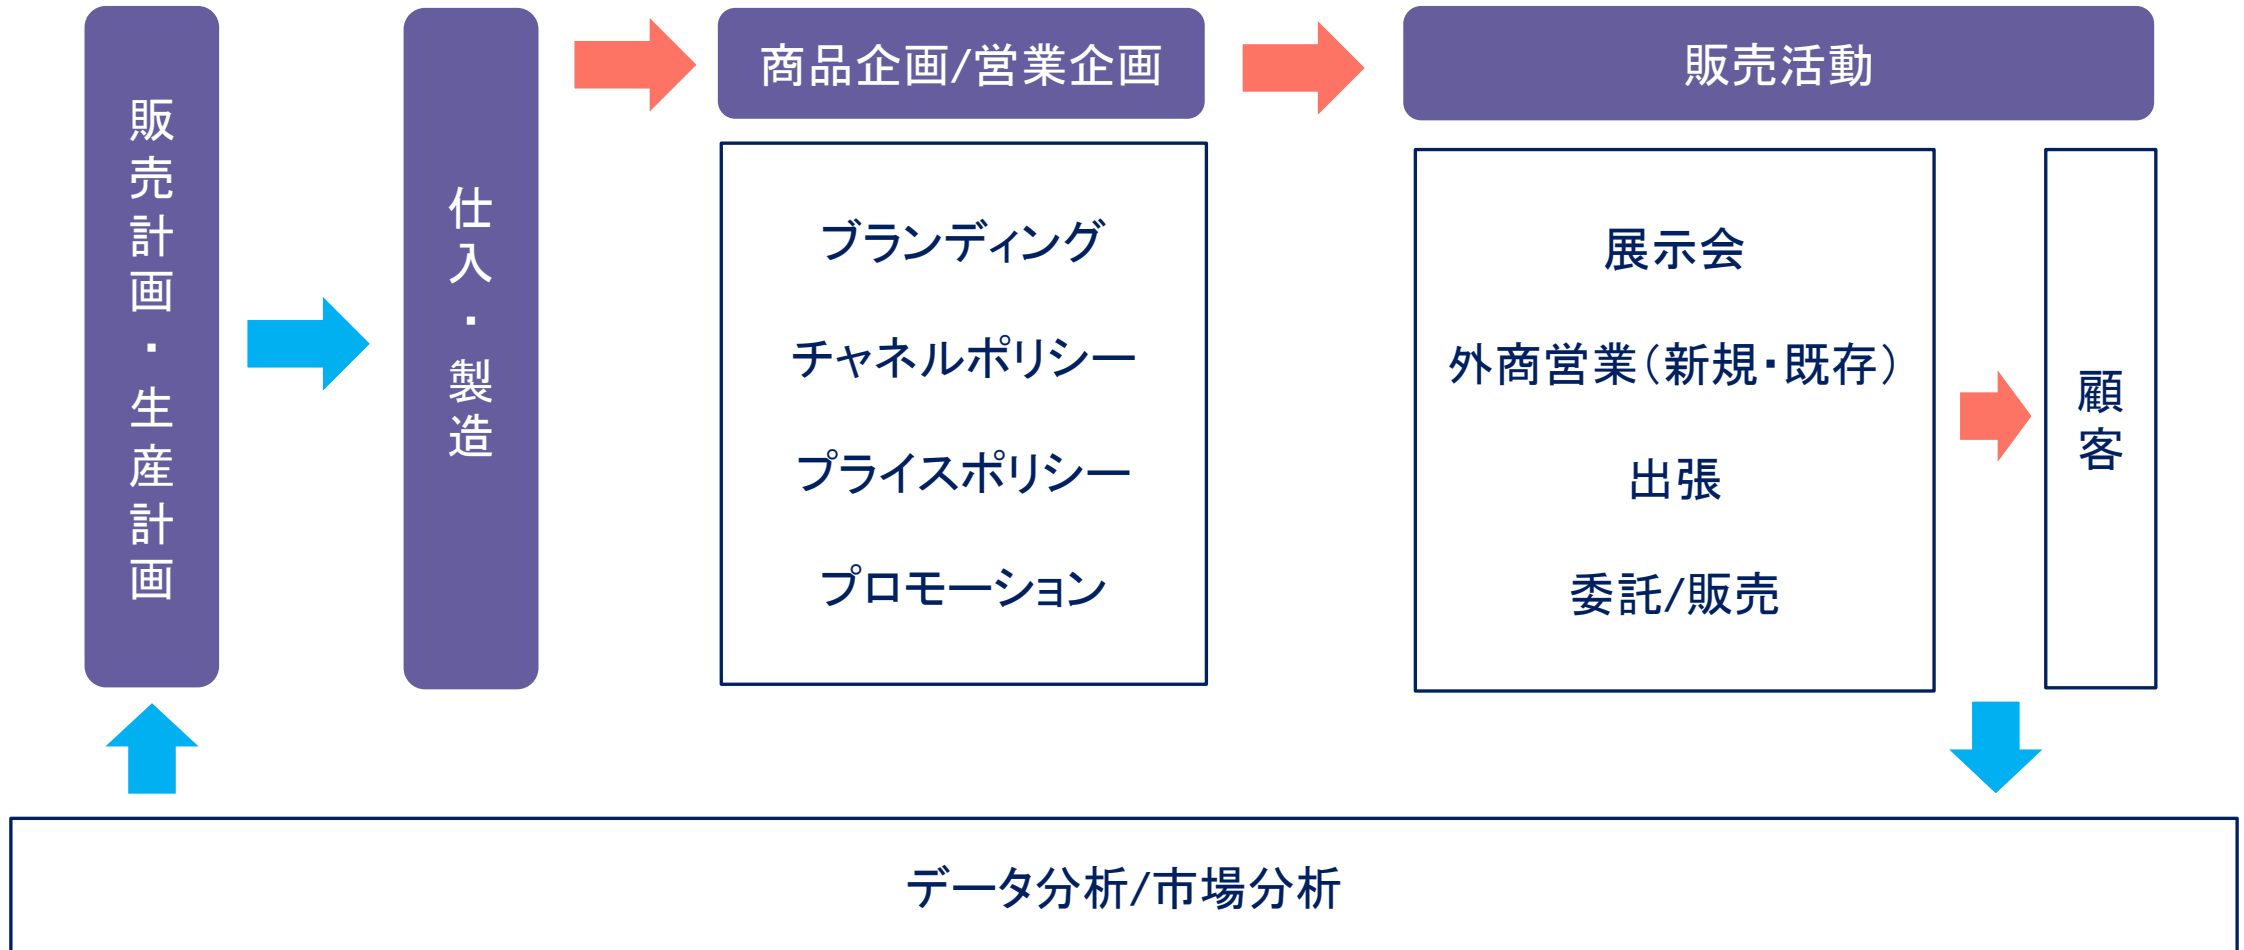 販売計画・生産計画
仕入・製造
商品企画/営業企画
ブランディング
チャネルポリシー
プライスポリシー
プロモーション
販売活動
展示会
外商営業(新規・既存)
出張
委託/販売
顧客
データ分析/市場分析